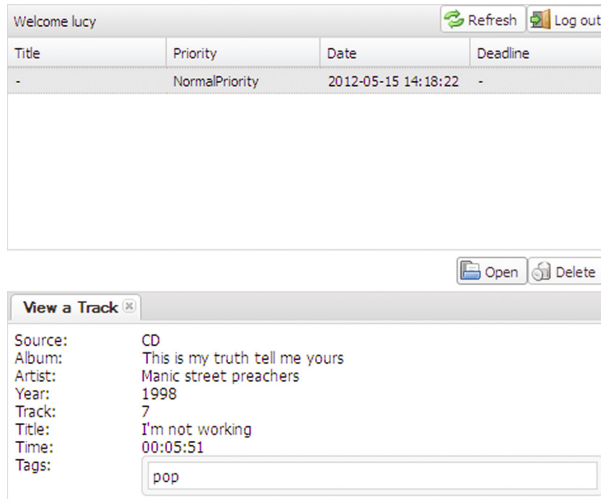 Welcome lucy Refresh Log out
Title Priority Date Deadline
- NormalPriority 2012-05-15 14:18:22 -
Open Delete
View a Track
Source: CD
Album: This is my truth tell me yours
Artist: Manic street preachers
Year: 1998
Track: 7
Title: I'm not working
Time: 00:05:51
Tags:
pop